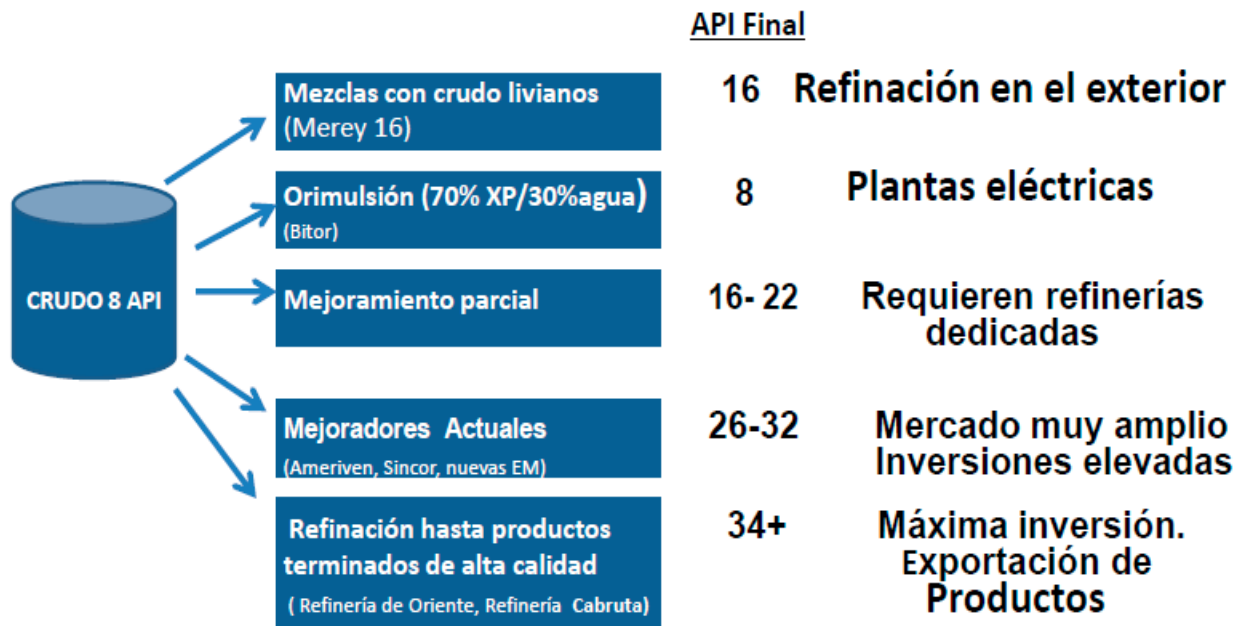 API Final
CRUDO 8 API
Mezclas con crudo livianos
(Merey 16)
16
Refinación en el exterior
Orimulsión (70% XP/30%agua)
(Bitor)
8
Plantas eléctricas
Mejoramiento parcial
16- 22
Requieren refinerías
dedicadas
Mejoradores Actuales
(Ameriven, Sincor, nuevas EM)
26-32
Mercado muy amplio
Inversiones elevadas
Refinación hasta productos
terminados de alta calidad
( Refinería de Oriente, Refinería Cabruta)
34+
Máxima inversión.
Exportación de
Productos